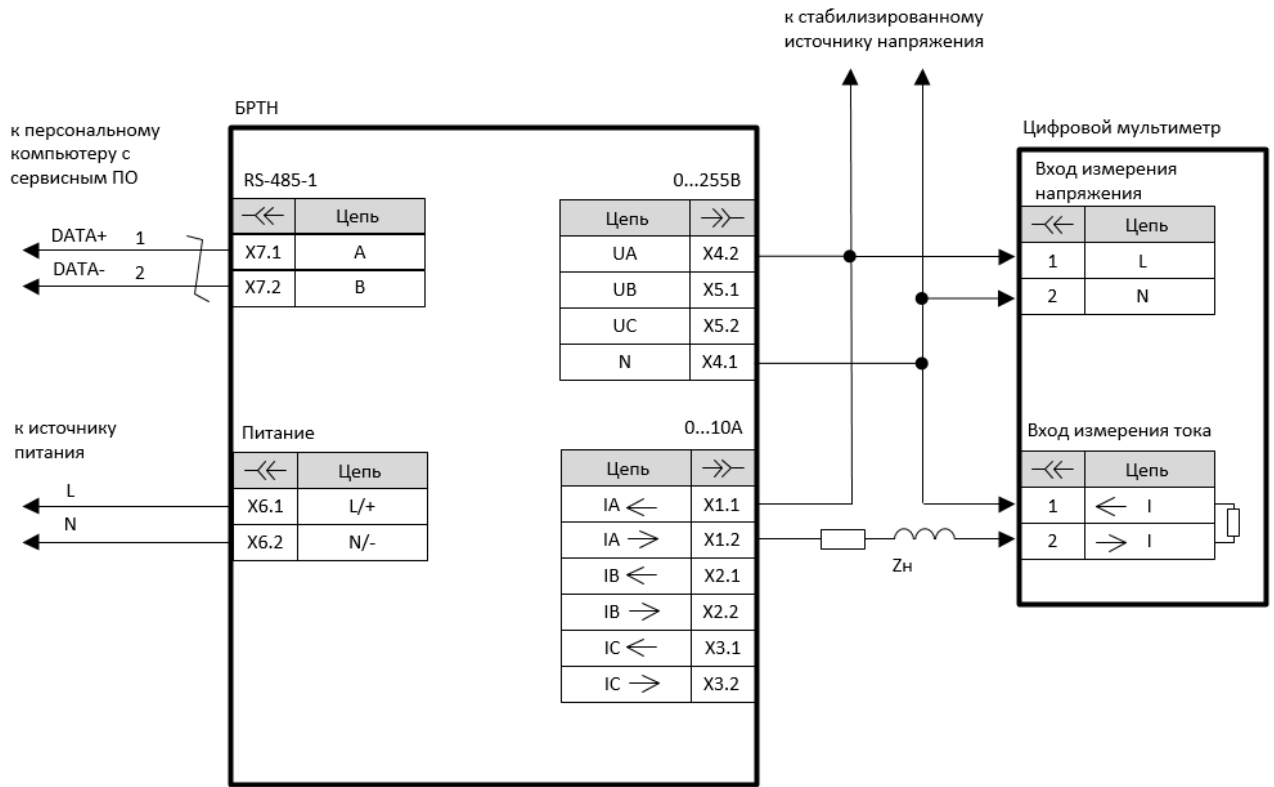 к стабилизированному
источнику напряжения
БРТН
к персональному
компьютеру с
сервисным ПО
Цифровой мультиметр
RS-485-1
0...255В
Вход измерения
напряжения
Цепь
Цепь
Цепь
DATA+ 1
X7.1 A
UA X4.2
1 L
DATA- 2
X7.2 B
UB X5.1
2 N
UC X5.2
N X4.1
к источнику
питания
Питание
0...10А
Вход измерения тока
Цепь
Цепь
Цепь
L
X6.1 L/+
IA X1.1
1 I
N
X6.2 N/-
IA X1.2
2 I
Zн
IB X2.1
IB X2.2
IC X3.1
IC X3.2